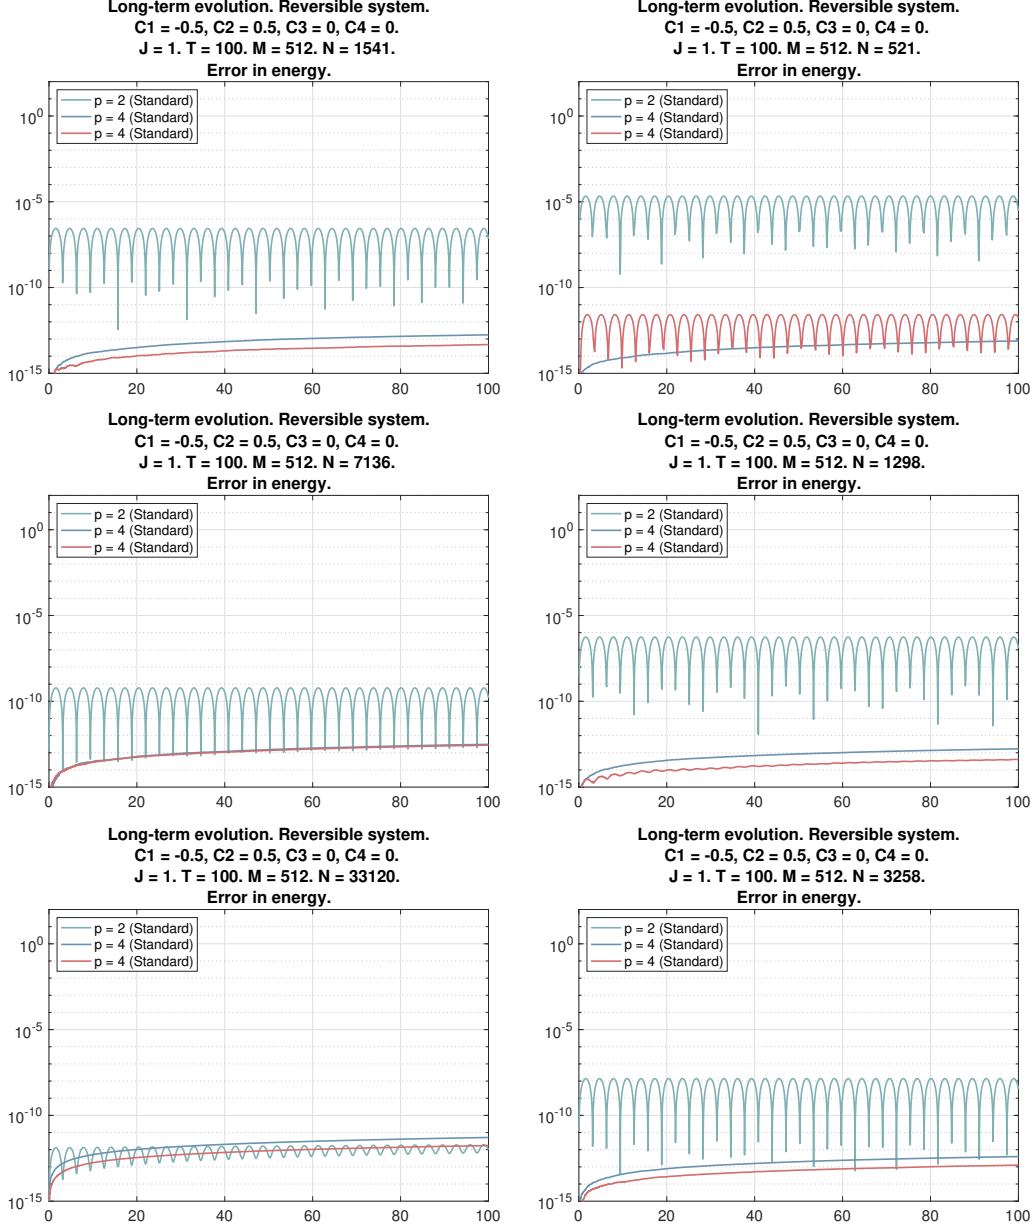 Long-term evolution. Reversible system.
C1 = -0.5, C2 = 0.5, C3 = 0, C4 = 0.
J = 1. T = 100. M = 512. N = 1541.
Error in energy.
p = 2 (Standard)
p = 4 (Standard)
p = 4 (Standard)
10^0
10^-5
10^-10
10^-15
0 20 40 60 80 100
Long-term evolution. Reversible system.
C1 = -0.5, C2 = 0.5, C3 = 0, C4 = 0.
J = 1. T = 100. M = 512. N = 521.
Error in energy.
p = 2 (Standard)
p = 4 (Standard)
p = 4 (Standard)
10^0
10^-5
10^-10
10^-15
0 20 40 60 80 100
Long-term evolution. Reversible system.
C1 = -0.5, C2 = 0.5, C3 = 0, C4 = 0.
J = 1. T = 100. M = 512. N = 7136.
Error in energy.
p = 2 (Standard)
p = 4 (Standard)
p = 4 (Standard)
10^0
10^-5
10^-10
10^-15
0 20 40 60 80 100
Long-term evolution. Reversible system.
C1 = -0.5, C2 = 0.5, C3 = 0, C4 = 0.
J = 1. T = 100. M = 512. N = 1298.
Error in energy.
p = 2 (Standard)
p = 4 (Standard)
p = 4 (Standard)
10^0
10^-5
10^-10
10^-15
0 20 40 60 80 100
Long-term evolution. Reversible system.
C1 = -0.5, C2 = 0.5, C3 = 0, C4 = 0.
J = 1. T = 100. M = 512. N = 33120.
Error in energy.
p = 2 (Standard)
p = 4 (Standard)
p = 4 (Standard)
10^0
10^-5
10^-10
10^-15
0 20 40 60 80 100
Long-term evolution. Reversible system.
C1 = -0.5, C2 = 0.5, C3 = 0, C4 = 0.
J = 1. T = 100. M = 512. N = 3258.
Error in energy.
p = 2 (Standard)
p = 4 (Standard)
p = 4 (Standard)
10^0
10^-5
10^-10
10^-15
0 20 40 60 80 100